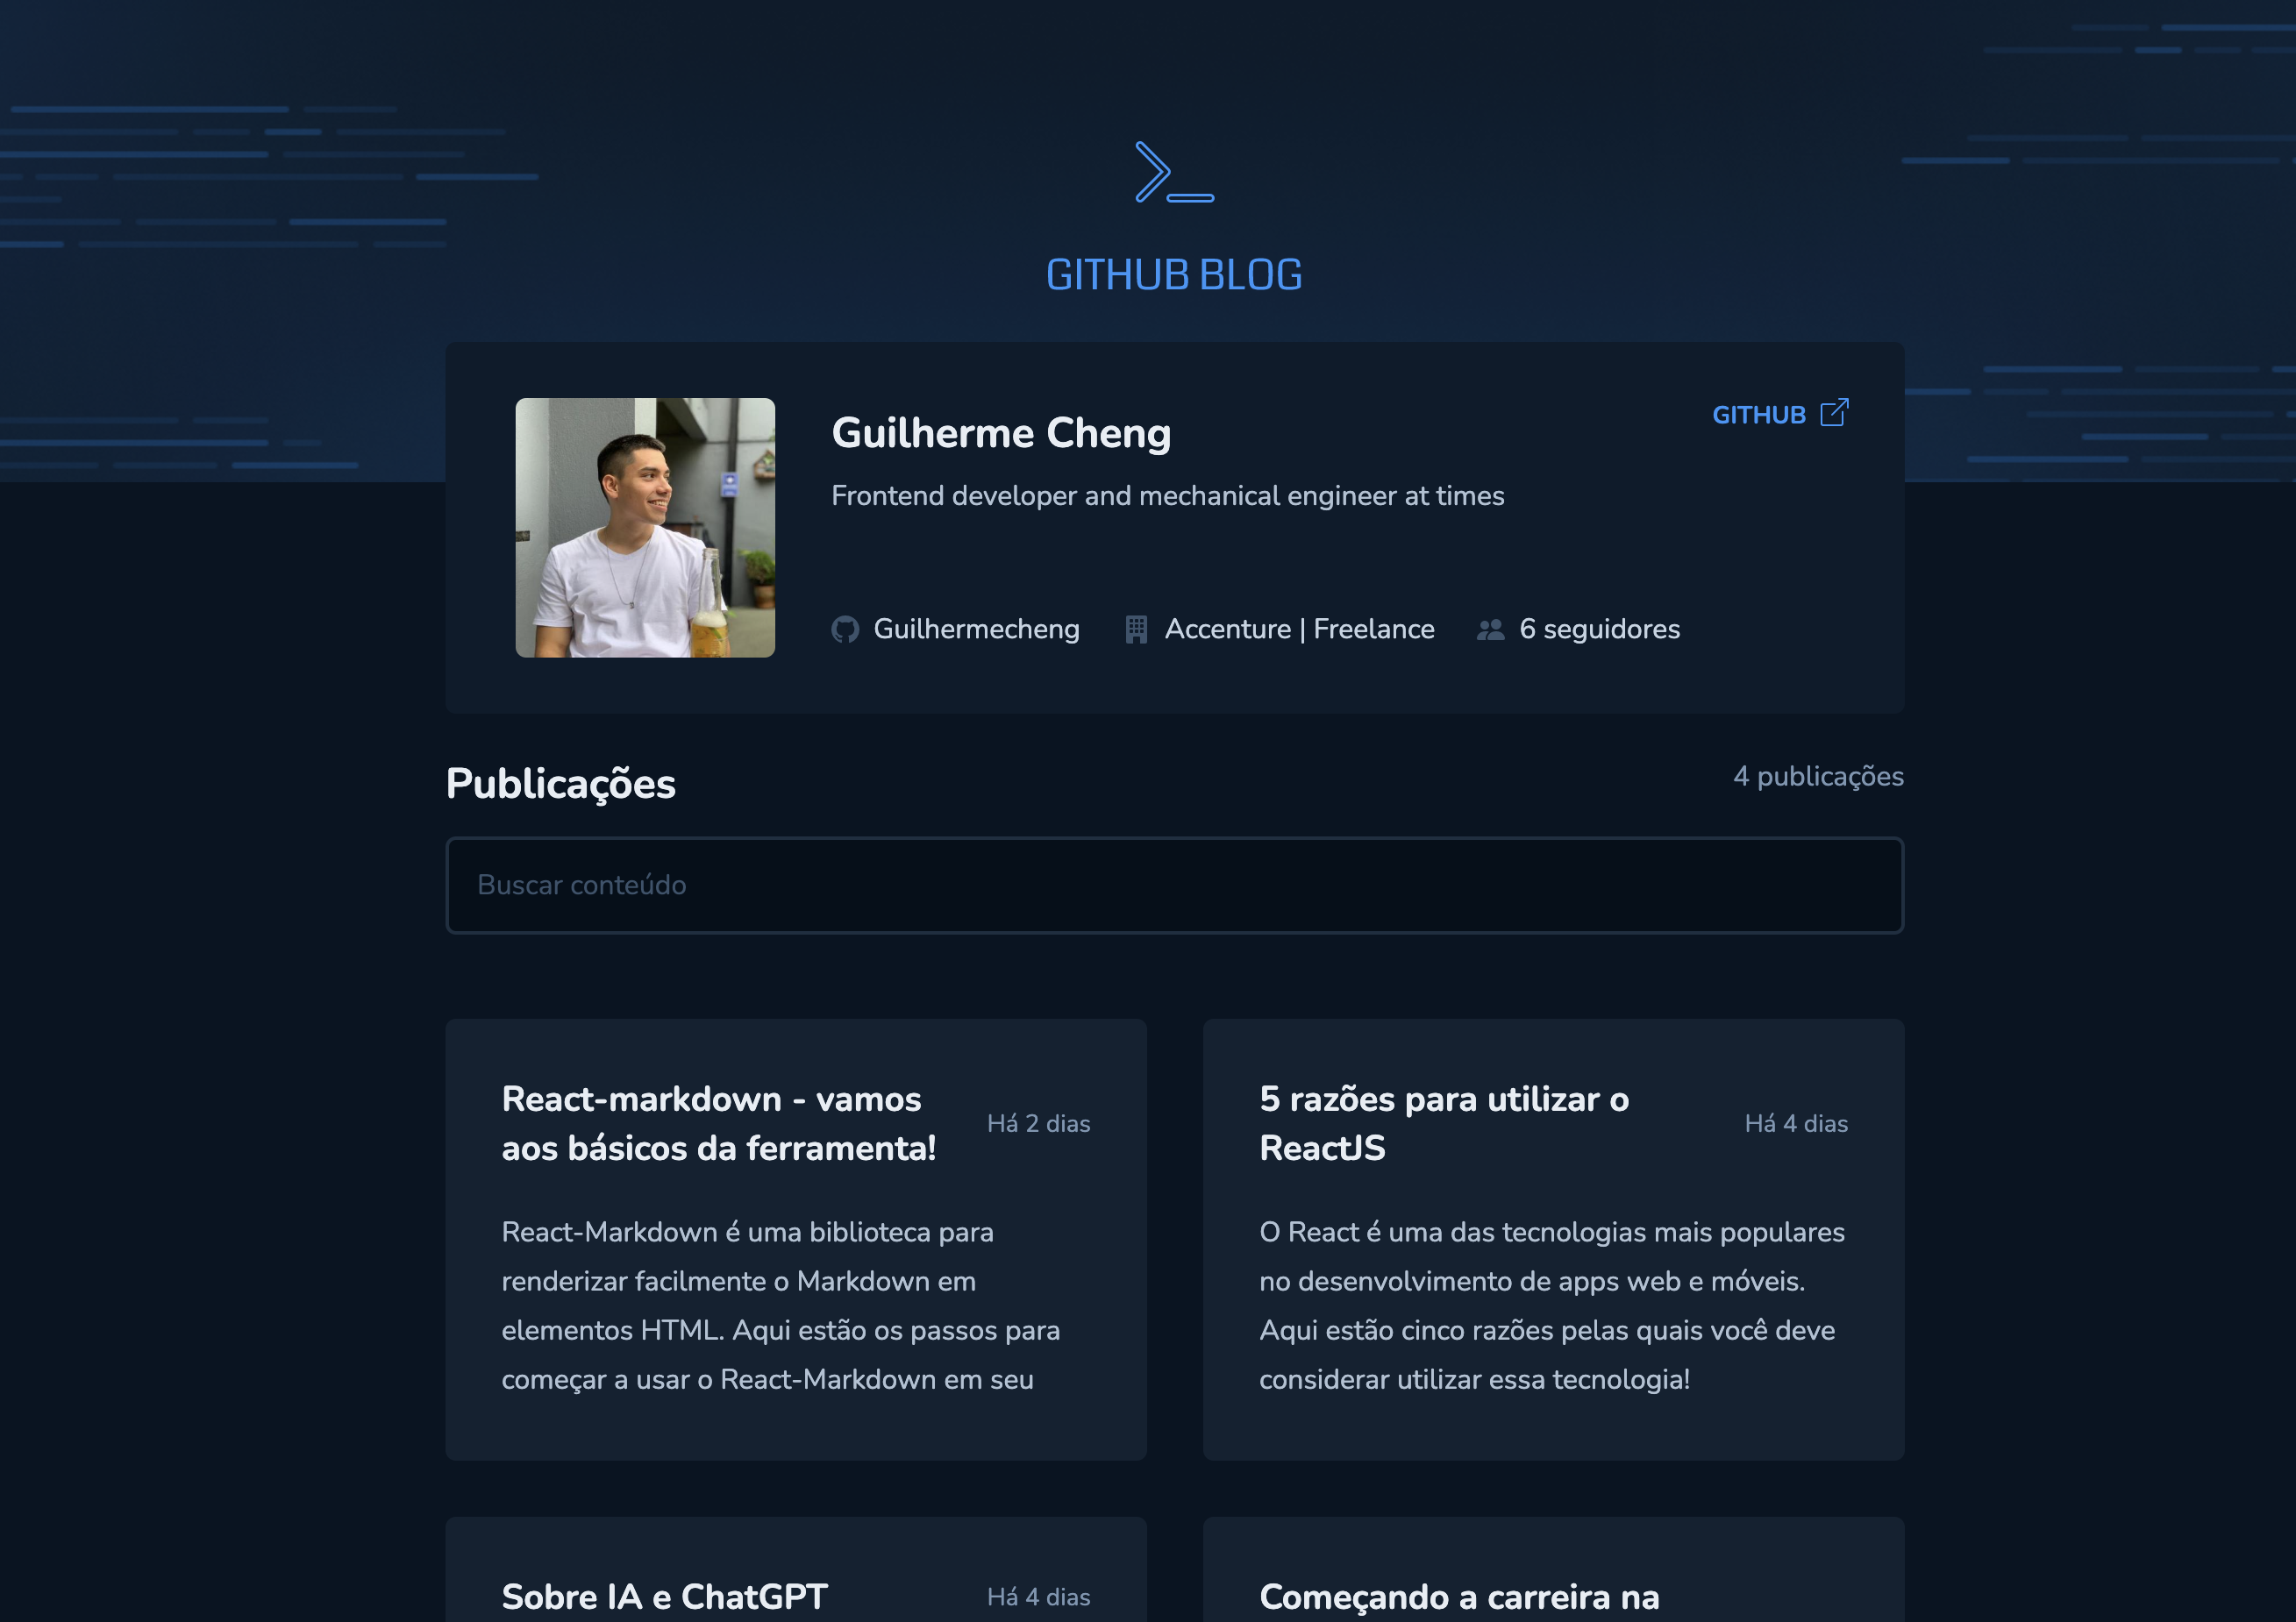 GITHUB BLOG
Guilherme Cheng
GITHUB
Frontend developer and mechanical engineer at times
Guilhermecheng
Accenture | Freelance
6 seguidores
Publicações
4 publicações
Buscar conteúdo
React-markdown - vamos
aos básicos da ferramenta!
Há 2 dias
React-Markdown é uma biblioteca para
renderizar facilmente o Markdown em
elementos HTML. Aqui estão os passos para
começar a usar o React-Markdown em seu
5 razões para utilizar o
ReactJS
Há 4 dias
O React é uma das tecnologias mais populares
no desenvolvimento de apps web e móveis.
Aqui estão cinco razões pelas quais você deve
considerar utilizar essa tecnologia!
Sobre IA e ChatGPT
Há 4 dias
Começando a carreira na